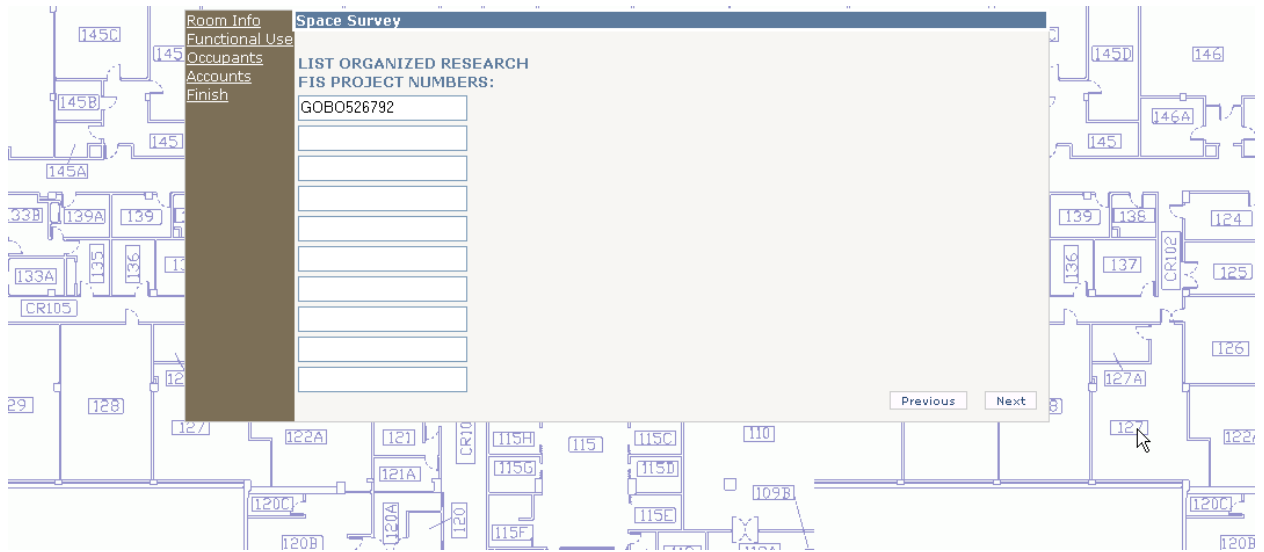 Room Info
Functional Use
Occupants
Accounts
Finish
Space Survey
LIST ORGANIZED RESEARCH
FIS PROJECT NUMBERS:
GOBO526792
Previous Next
145C
145B
145
145A
139A
139
135
136
133A
CR105
128
127
122A
121
121A
120C
120A
120
120B
115H
115G
115F
115
115C
115D
115E
110
109B
145D
146
146A
145
139
138
124
136
137
CR102
125
126
127A
127
120C
120B